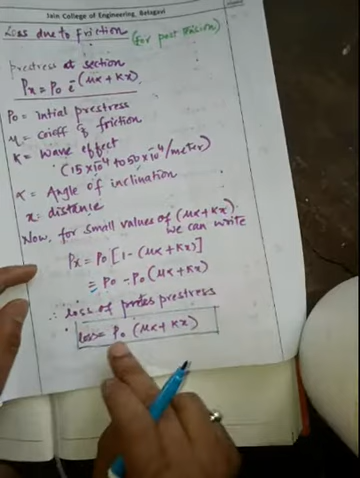 Jain College of Engineering, Belagavi
Loss due to friction (for post tension)
Prestress at section
Px = Po e^-(μα + Kx)
Po = intial prestress
μ = coeff of friction
K = Wave effect
(15×10^-4 to 50×10^-4/meter)
α = Angle of inclination
x = distance
Now, for small values of (μα + Kx)
we can write
Px = Po [1 - (μα + Kx)]
= Po - Po (μα + Kx)
∴ loss of prestress
loss = Po (μα + Kx)